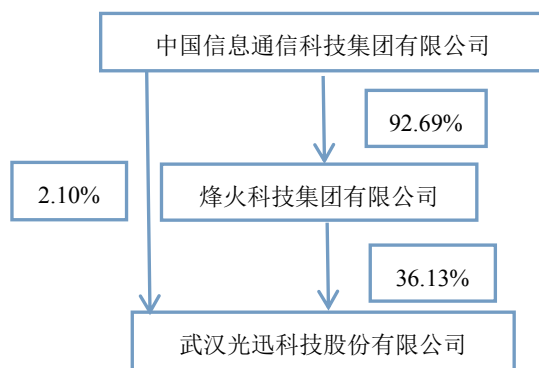 中国信息通信科技集团有限公司
92.69%
2.10%
烽火科技集团有限公司
36.13%
武汉光迅科技股份有限公司